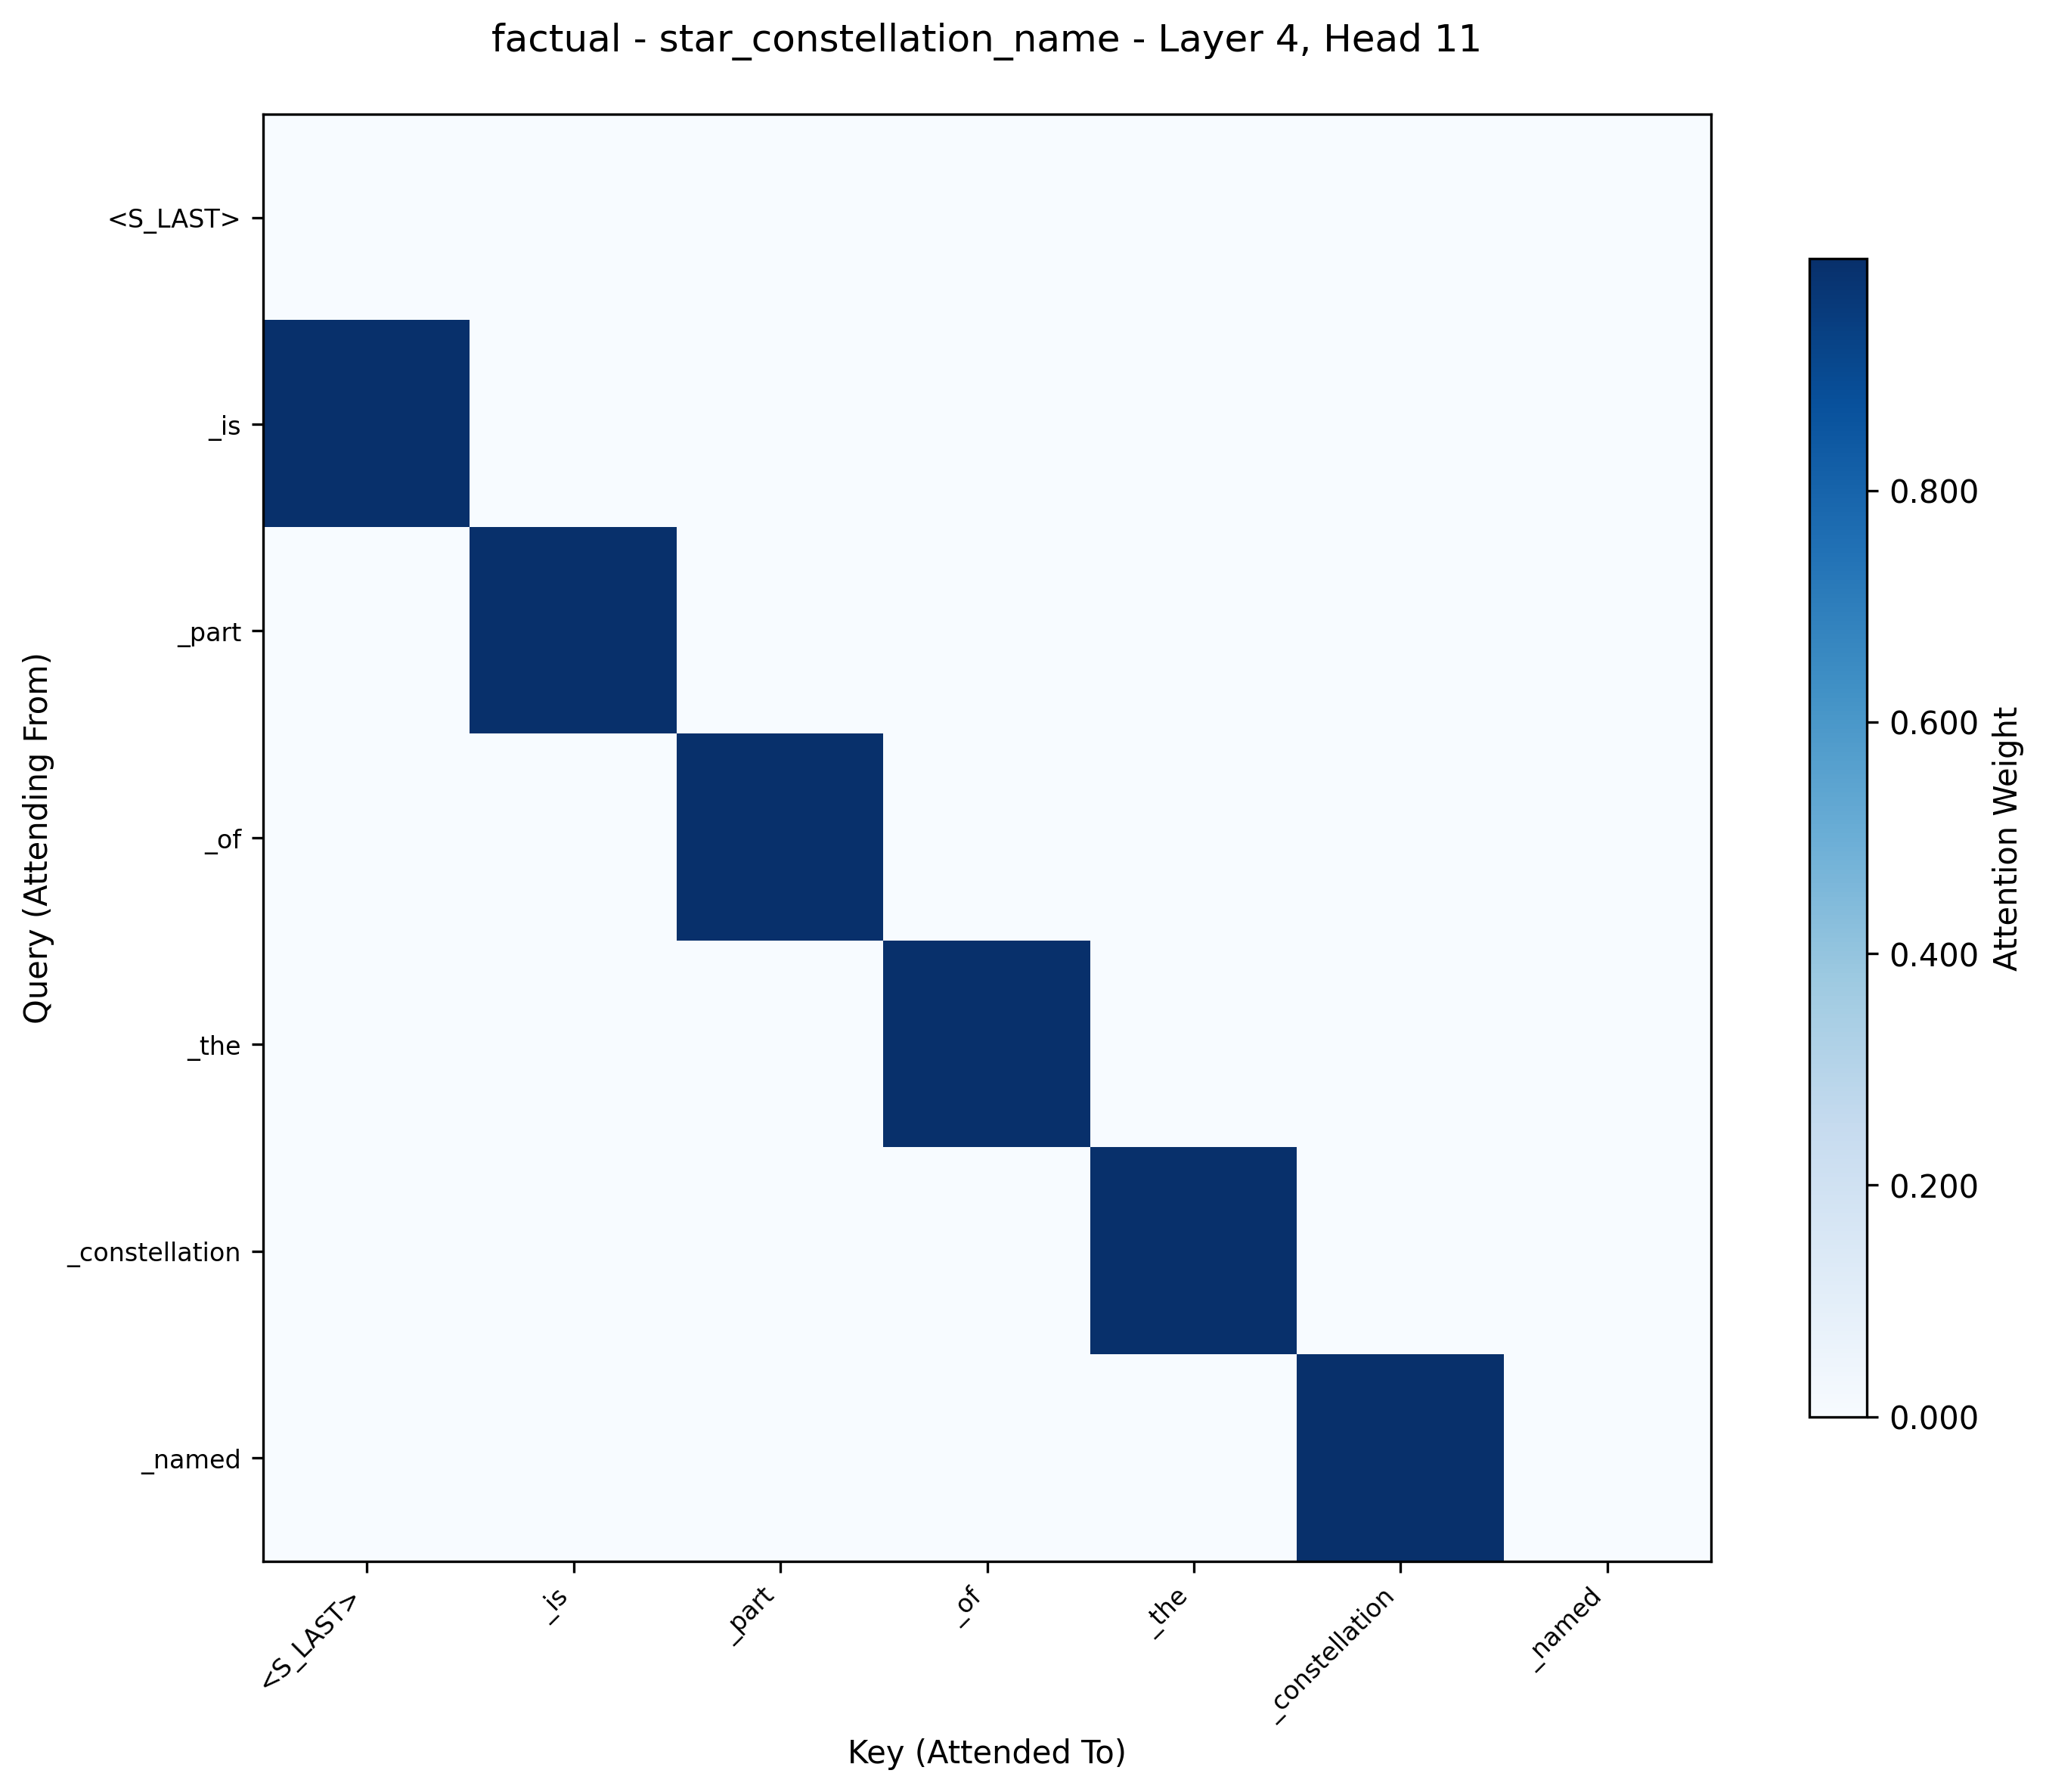 factual - star_constellation_name - Layer 4, Head 11
Query (Attending From)
<S_LAST>
_is
_part
_of
_the
_constellation
_named
<S_LAST>
_is
_part
_of
_the
_constellation
_named
Key (Attended To)
0.800
0.600
0.400
0.200
0.000
Attention Weight